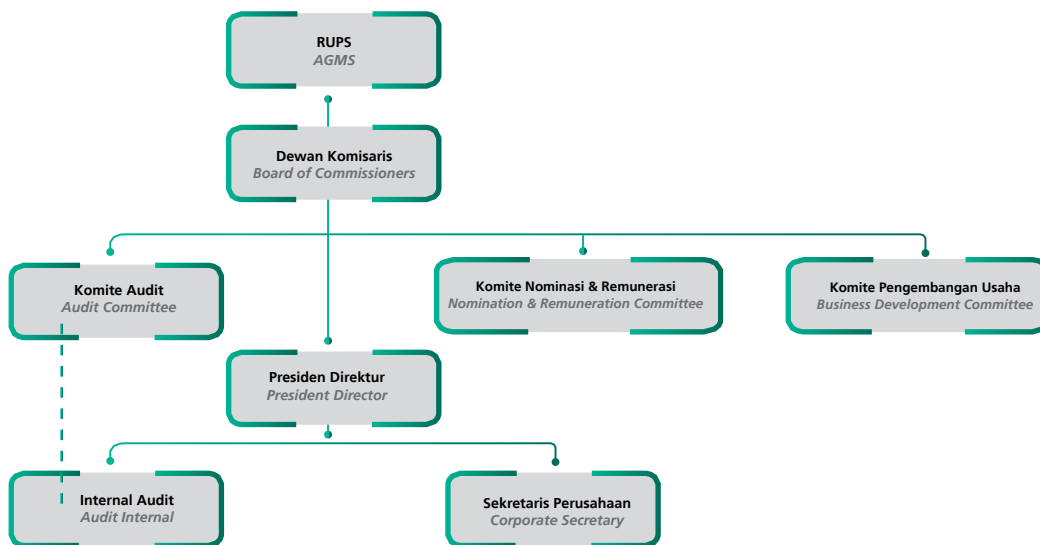 RUPS
AGMS
Dewan Komisaris
Board of Commissioners
Komite Audit
Audit Committee
Komite Nominasi & Remunerasi
Nomination & Remuneration Committee
Komite Pengembangan Usaha
Business Development Committee
Presiden Direktur
President Director
Internal Audit
Audit Internal
Sekretaris Perusahaan
Corporate Secretary